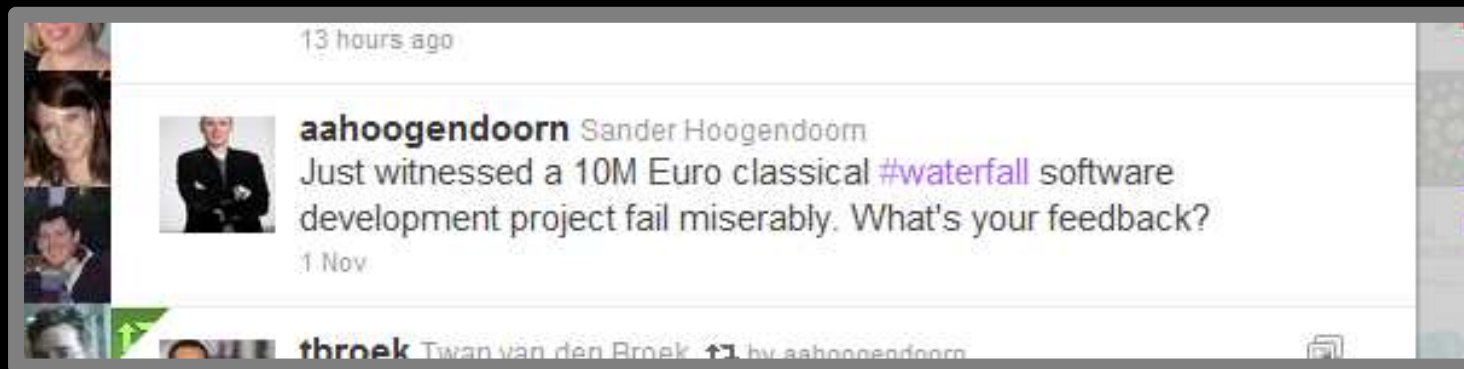 13 hours ago
aahoogendoorn Sander Hoogendoorn
Just witnessed a 10M Euro classical #waterfall software
development project fail miserably. What's your feedback?
1 Nov
tbroek Twan van den Broek by aahoogendoorn